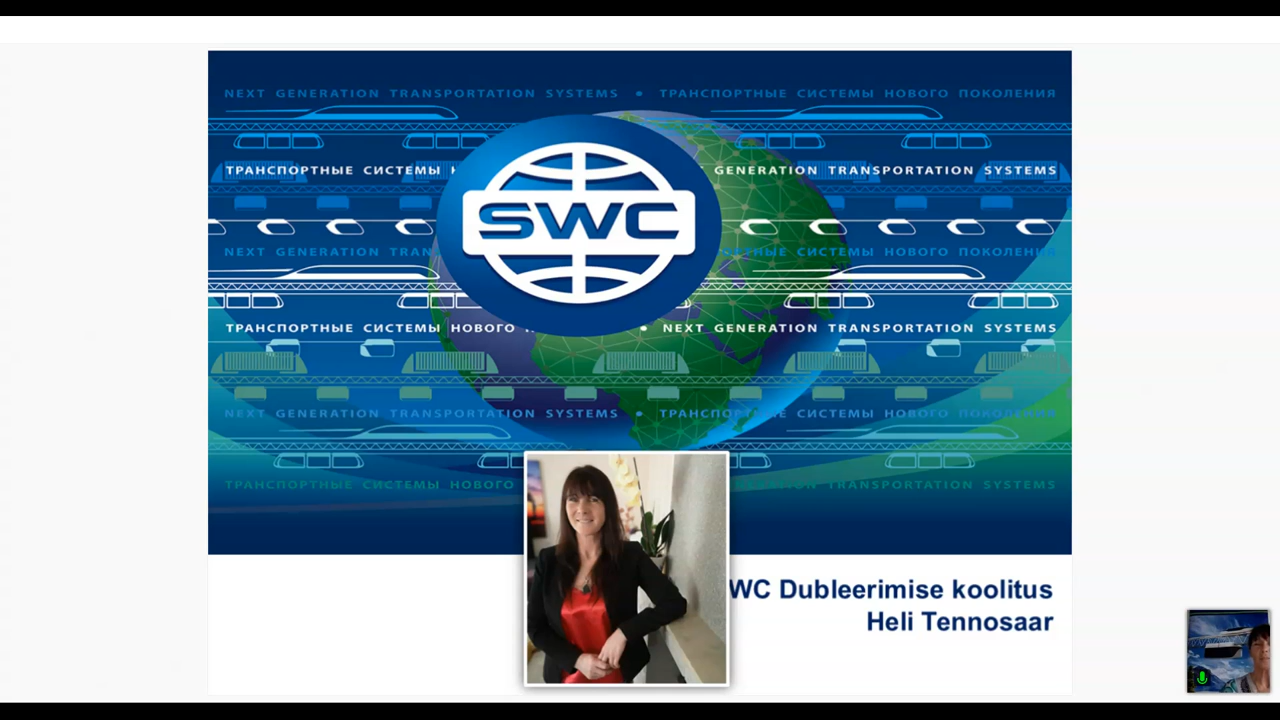 NEXT GENERATION TRANSPORTATION SYSTEMS • ТРАНСПОРТНЫЕ СИСТЕМЫ НОВОГО ПОКОЛЕНИЯ
ТРАНСПОРТНЫЕ СИСТЕМЫ GENERATION TRANSPORTATION SYSTEMS
SWC
NEXT GENERATION СИСТЕМЫ НОВОГО ПОКОЛЕНИЯ
ТРАНСПОРТНЫЕ СИСТЕМЫ НОВОГО • NEXT GENERATION TRANSPORTATION SYSTEMS
NEXT GENERATION TRANSPORTATION SYSTEMS • СИСТЕМЫ НОВОГО ПОКОЛЕНИЯ
ТРАНСПОРТНЫЕ СИСТЕМЫ НОВОГО GENERATION TRANSPORTATION SYSTEMS
WC Dubleerimise koolitus
Heli Tennosaar